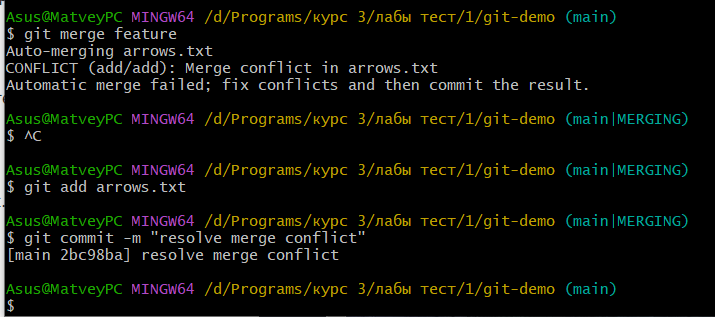 Asus@MatveyPC MINGW64 /d/Programs/курс 3/лабы тест/1/git-demo (main)
$ git merge feature
Auto-merging arrows.txt
CONFLICT (add/add): Merge conflict in arrows.txt
Automatic merge failed; fix conflicts and then commit the result.
Asus@MatveyPC MINGW64 /d/Programs/курс 3/лабы тест/1/git-demo (main|MERGING)
$ ^C
Asus@MatveyPC MINGW64 /d/Programs/курс 3/лабы тест/1/git-demo (main|MERGING)
$ git add arrows.txt
Asus@MatveyPC MINGW64 /d/Programs/курс 3/лабы тест/1/git-demo (main|MERGING)
$ git commit -m "resolve merge conflict"
[main 2bc98ba] resolve merge conflict
Asus@MatveyPC MINGW64 /d/Programs/курс 3/лабы тест/1/git-demo (main)
$